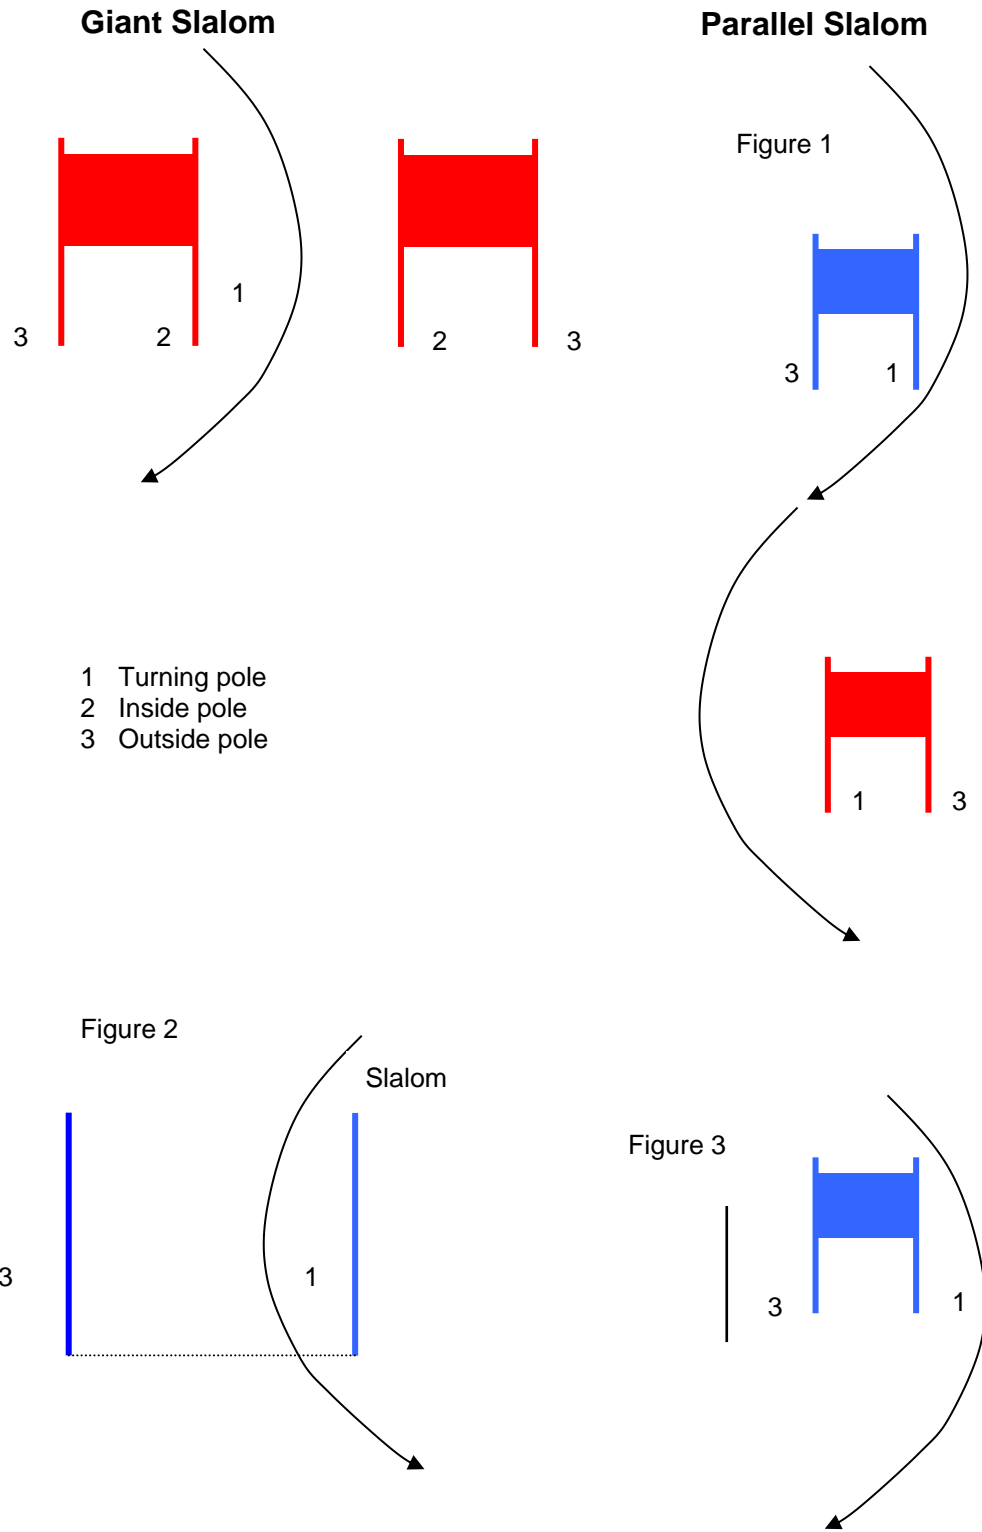 Giant Slalom
Parallel Slalom
Figure 1
1
3 2
2 3
3 1
1 Turning pole
2 Inside pole
3 Outside pole
1 3
Figure 2
Slalom
Figure 3
3 1
3 1